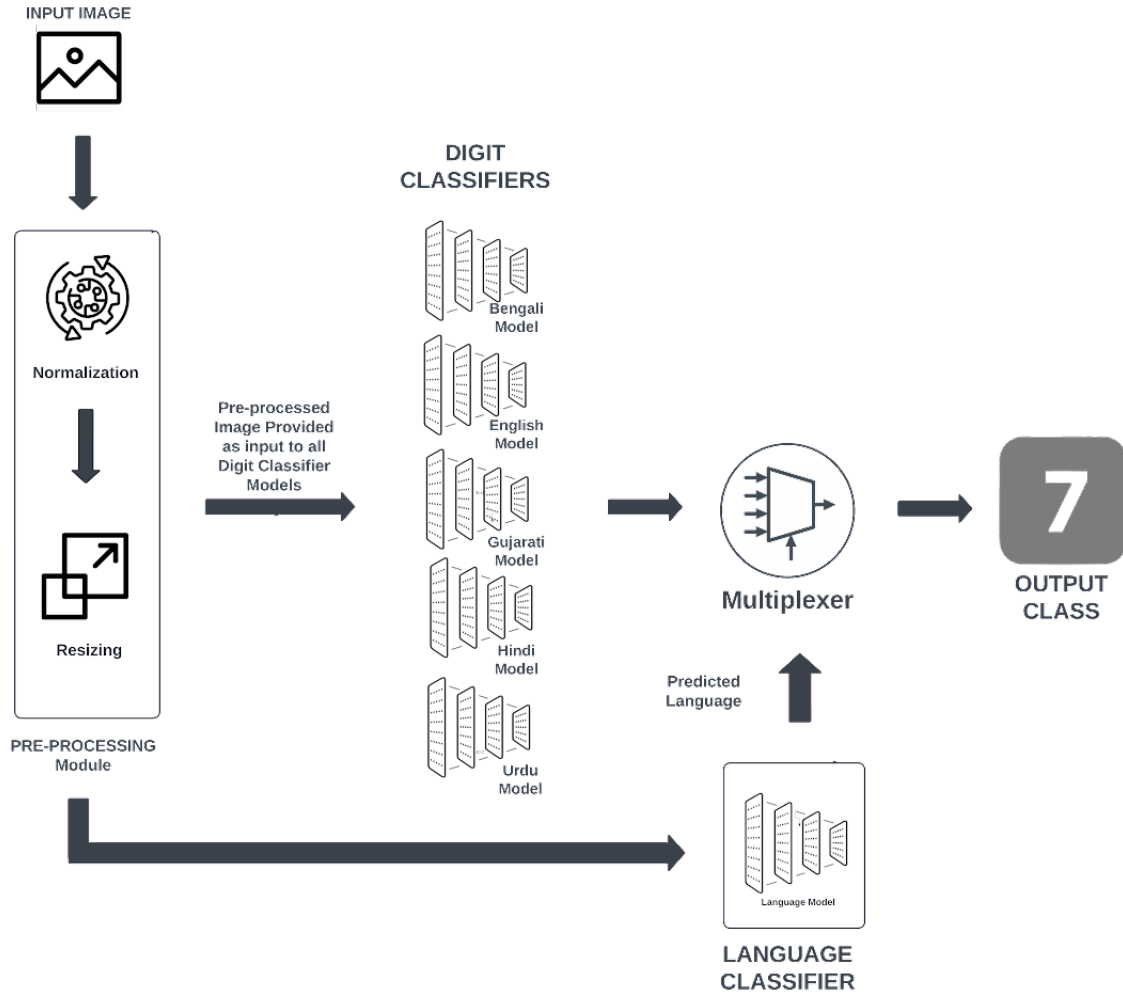 INPUT IMAGE
Normalization
Resizing
PRE-PROCESSING
Module
Pre-processed
Image Provided
as input to all
Digit Classifier
Models
DIGIT
CLASSIFIERS
Bengali
Model
English
Model
Gujarati
Model
Hindi
Model
Urdu
Model
Multiplexer
Predicted
Language
Language Model
LANGUAGE
CLASSIFIER
7
OUTPUT
CLASS